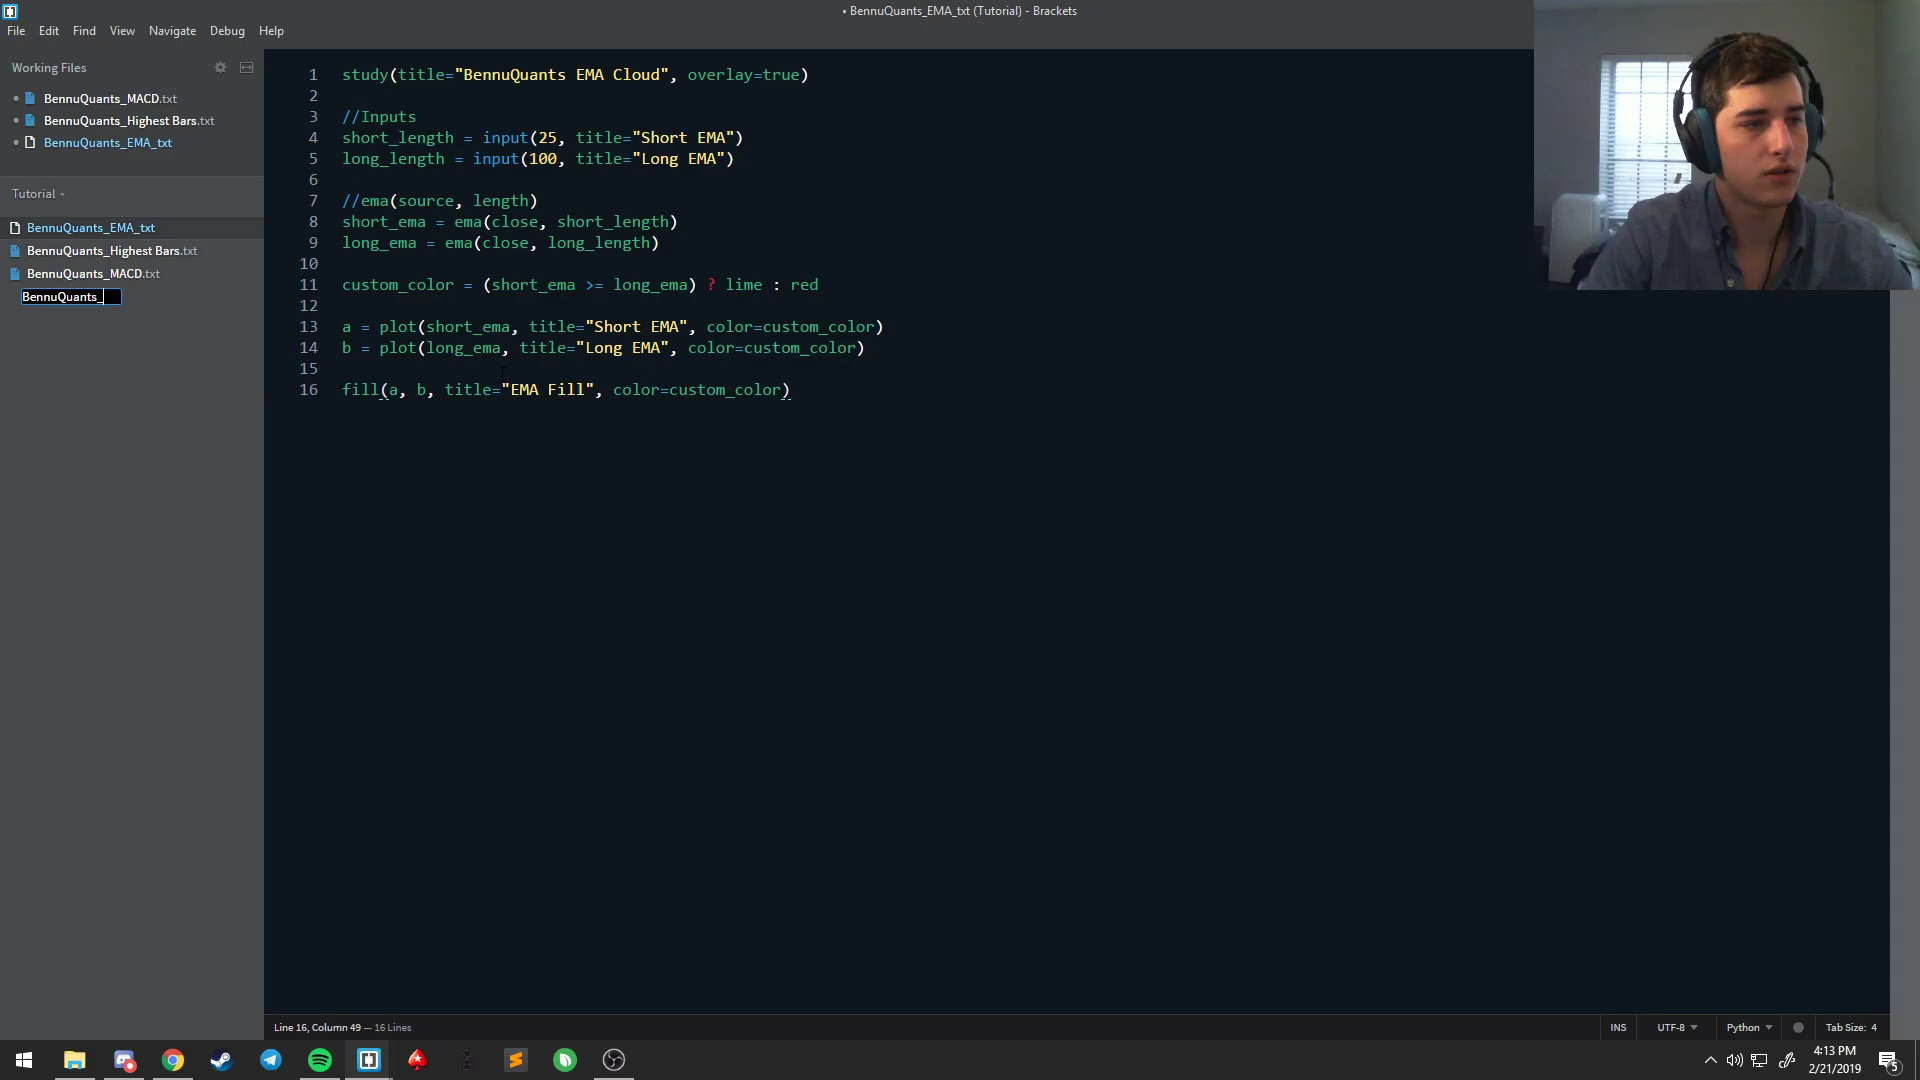 • BennuQuants_EMA_txt (Tutorial) - Brackets
File Edit Find View Navigate Debug Help
Working Files
BennuQuants_MACD.txt
BennuQuants_Highest Bars.txt
BennuQuants_EMA_txt
Tutorial
BennuQuants_EMA_txt
BennuQuants_Highest Bars.txt
BennuQuants_MACD.txt
BennuQuants_
1 study(title="BennuQuants EMA Cloud", overlay=true)
2
3 //Inputs
4 short_length = input(25, title="Short EMA")
5 long_length = input(100, title="Long EMA")
6
7 //ema(source, length)
8 short_ema = ema(close, short_length)
9 long_ema = ema(close, long_length)
10
11 custom_color = (short_ema >= long_ema) ? lime : red
12
13 a = plot(short_ema, title="Short EMA", color=custom_color)
14 b = plot(long_ema, title="Long EMA", color=custom_color)
15
16 fill(a, b, title="EMA Fill", color=custom_color)
Line 16, Column 49 — 16 Lines
INS UTF-8 Python Tab Size: 4
4:13 PM
2/21/2019
5